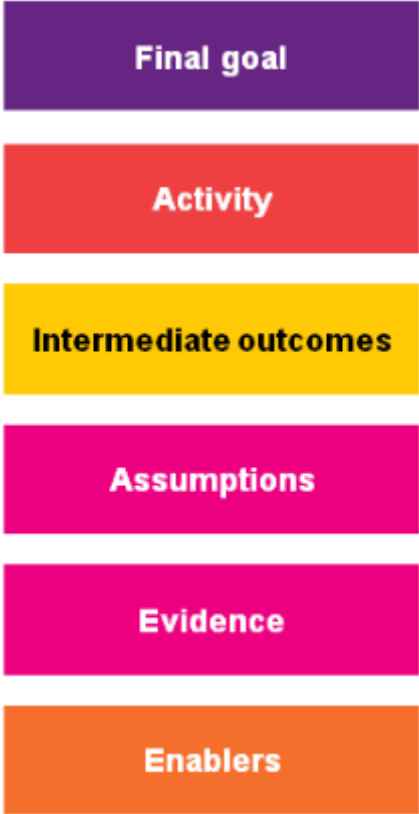 Final goal
Activity
Intermediate outcomes
Assumptions
Evidence
Enablers